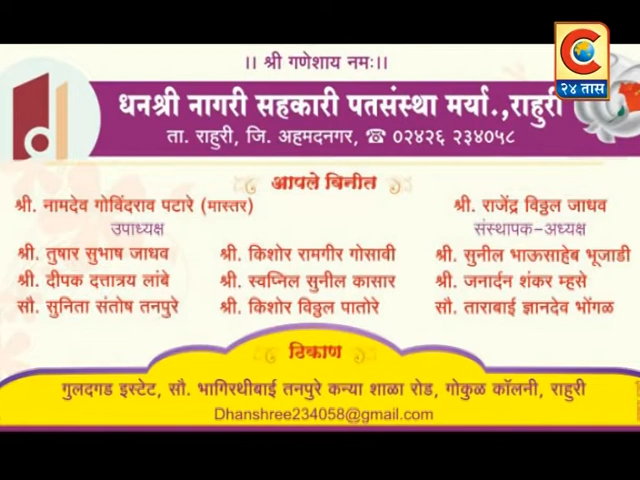 ।। श्री गणेशाय नमः।।
C
२४ तास
धनश्री नागरी सहकारी पतसंस्था मर्या.,राहुरी
ता. राहुरी, जि. अहमदनगर, ☎ ०२४२६ २३४०५८
आपले विनीत
श्री. नामदेव गोविंदराव पटारे (मास्तर) श्री. राजेंद्र विठ्ठल जाधव
उपाध्यक्ष संस्थापक-अध्यक्ष
श्री. तुषार सुभाष जाधव श्री. किशोर रामगीर गोसावी श्री. सुनील भाऊसाहेब भूजाडी
श्री. दीपक दत्तात्रय लांबे श्री. स्वप्निल सुनील कासार श्री. जनार्दन शंकर म्हसे
सौ. सुनिता संतोष तनपुरे श्री. किशोर विठ्ठल पातोरे सौ. ताराबाई ज्ञानदेव भोंगळ
ठिकाण
गुलदगड इस्टेट, सौ. भागिरथीबाई तनपुरे कन्या शाळा रोड, गोकुळ कॉलनी, राहुरी
Dhanshree234058@gmail.com